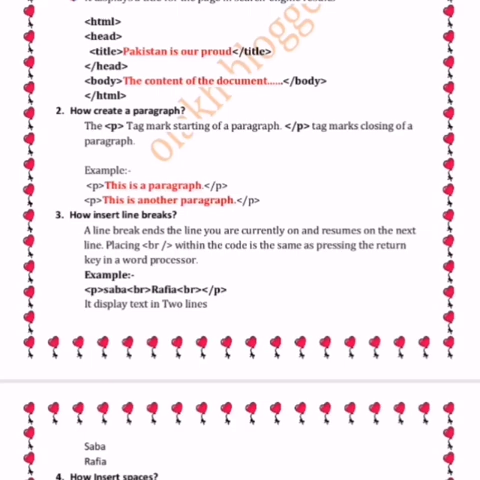 <html>
<head>
<title>Pakistan is our proud</title>
</head>
<body>The content of the document......</body>
</html>
2. How create a paragraph?
The <p> Tag mark starting of a paragraph. </p> tag marks closing of a
paragraph.
Example:-
<p>This is a paragraph.</p>
<p>This is another paragraph.</p>
3. How insert line breaks?
A line break ends the line you are currently on and resumes on the next
line. Placing <br /> within the code is the same as pressing the return
key in a word processor.
Example:-
<p>saba<br>Rafia<br></p>
It display text in Two lines
Saba
Rafia
4. How Insert spaces?